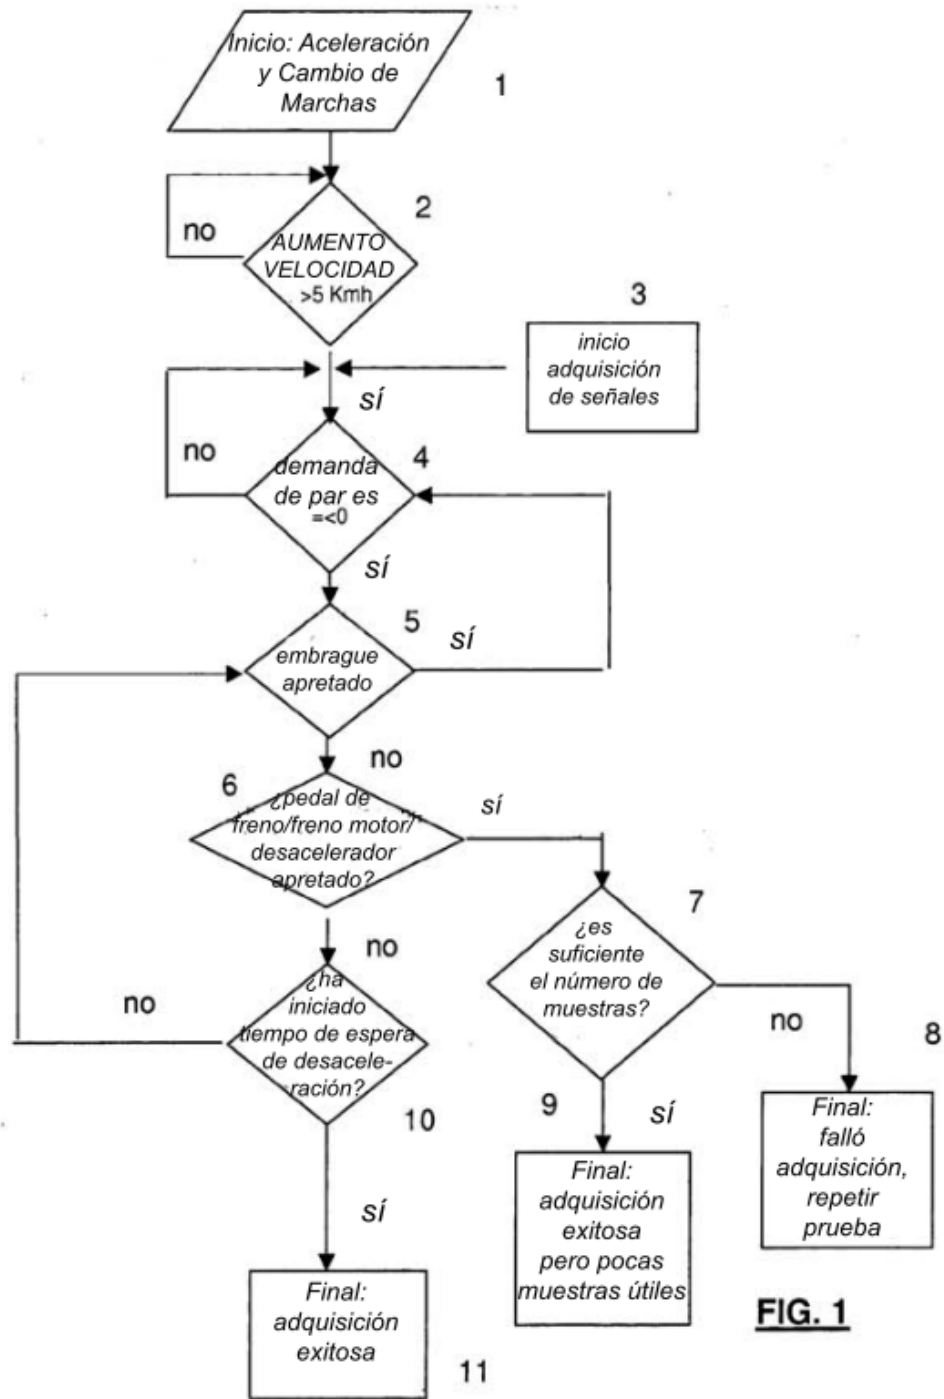 Inicio: Aceleración
y Cambio de
Marchas
1
2
no
AUMENTO
VELOCIDAD
>5 Kmh
3
inicio
adquisición
de señales
sí
no
4
demanda
de par es
=<0
sí
5
sí
embrague
apretado
no
6
¿pedal de
freno/freno motor/
desacelerador
apretado?
sí
7
¿es
suficiente
el número de
muestras?
no
no
¿ha
iniciado
tiempo de espera
de desacele-
ración?
no
8
9
sí
10
Final:
falló
adquisición,
repetir
prueba
Final:
adquisición
exitosa
pero pocas
muestras útiles
sí
Final:
adquisición
exitosa
11
FIG. 1